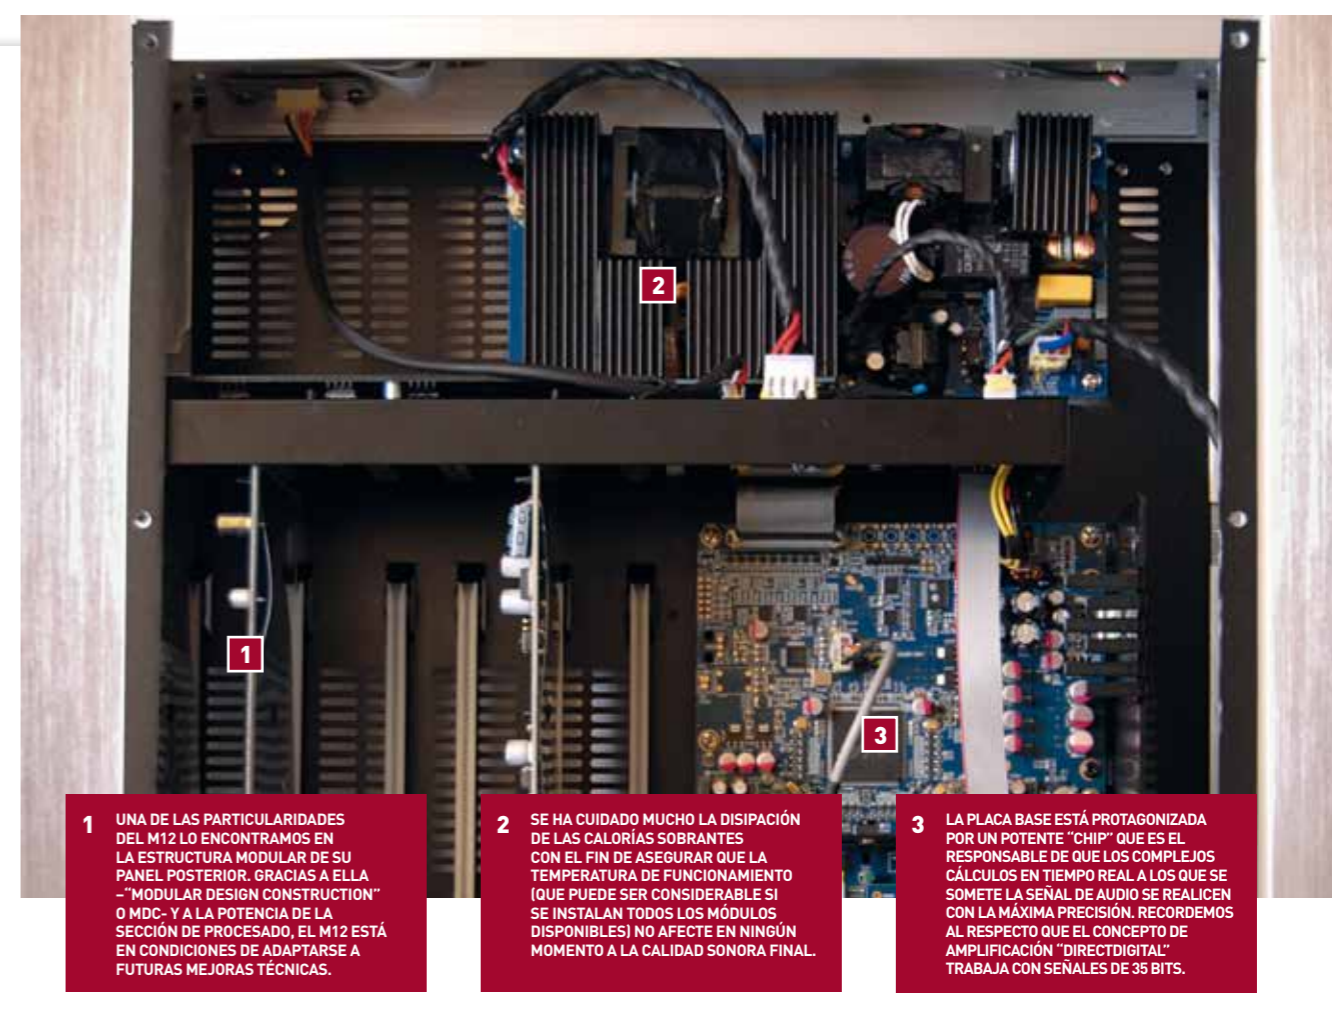 2
1
3
1 UNA DE LAS PARTICULARIDADES
DEL M12 LO ENCONTRAMOS EN
LA ESTRUCTURA MODULAR DE SU
PANEL POSTERIOR. GRACIAS A ELLA
–“MODULAR DESIGN CONSTRUCTION”
O MDC- Y A LA POTENCIA DE LA
SECCIÓN DE PROCESADO, EL M12 ESTÁ
EN CONDICIONES DE ADAPTARSE A
FUTURAS MEJORAS TÉCNICAS.
2 SE HA CUIDADO MUCHO LA DISIPACIÓN
DE LAS CALORÍAS SOBRANTES
CON EL FIN DE ASEGURAR QUE LA
TEMPERATURA DE FUNCIONAMIENTO
(QUE PUEDE SER CONSIDERABLE SI
SE INSTALAN TODOS LOS MÓDULOS
DISPONIBLES) NO AFECTE EN NINGÚN
MOMENTO A LA CALIDAD SONORA FINAL.
3 LA PLACA BASE ESTÁ PROTAGONIZADA
POR UN POTENTE “CHIP” QUE ES EL
RESPONSABLE DE QUE LOS COMPLEJOS
CÁLCULOS EN TIEMPO REAL A LOS QUE SE
SOMETE LA SEÑAL DE AUDIO SE REALICEN
CON LA MÁXIMA PRECISIÓN. RECORDEMOS
AL RESPECTO QUE EL CONCEPTO DE
AMPLIFICACIÓN “DIRECTDIGITAL”
TRABAJA CON SEÑALES DE 35 BITS.